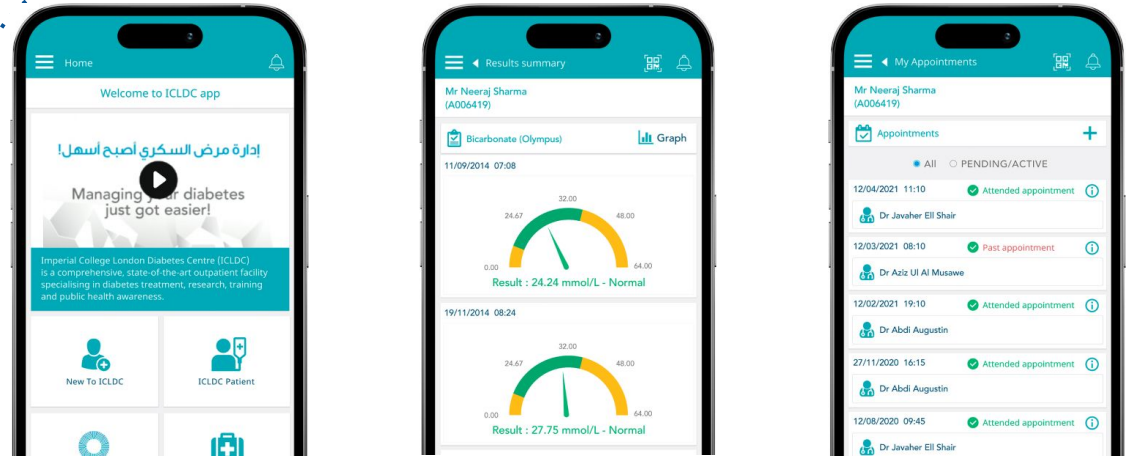 Home
Welcome to ICLDC app
إدارة مرض السكري أصبح أسهل!
Managing diabetes
just got easier!
Imperial College London Diabetes Centre (ICLDC)
is a comprehensive, state-of-the-art outpatient facility
specialising in diabetes treatment, research, training
and public health awareness.
New To ICLDC
ICLDC Patient
Results summary
Mr Neeraj Sharma
(A006419)
Bicarbonate (Olympus)
Graph
11/09/2014 07:08
32.00
24.67
48.00
0.00
64.00
Result : 24.24 mmol/L - Normal
19/11/2014 08:24
32.00
24.67
48.00
0.00
64.00
Result : 27.75 mmol/L - Normal
My Appointments
Mr Neeraj Sharma
(A006419)
Appointments
All PENDING/ACTIVE
12/04/2021 11:10 Attended appointment
Dr Javaher Ell Shair
12/03/2021 08:10 Past appointment
Dr Aziz Ul Al Musawe
12/02/2021 19:10 Attended appointment
Dr Abdi Augustin
27/11/2020 16:15 Attended appointment
Dr Abdi Augustin
12/08/2020 09:45 Attended appointment
Dr Javaher Ell Shair